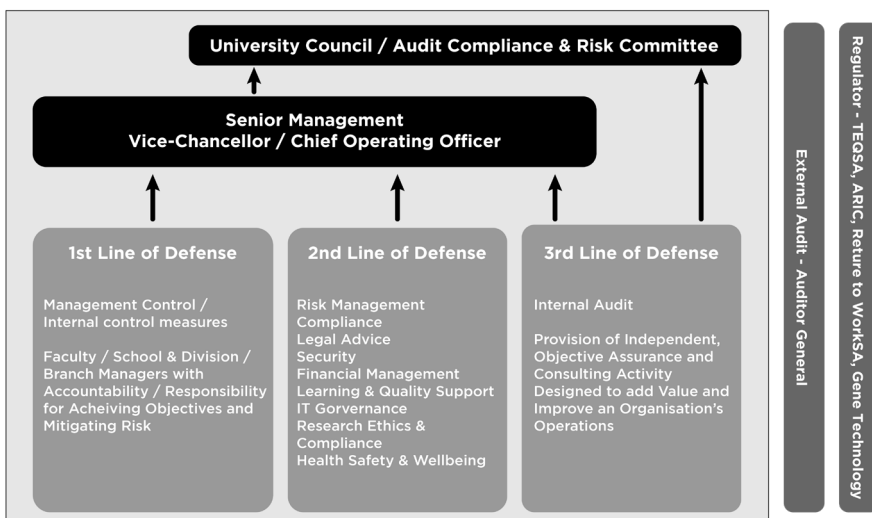 University Council / Audit Compliance & Risk Committee
Senior Management
Vice-Chancellor / Chief Operating Officer
1st Line of Defense
Management Control /
Internal control measures
Faculty / School & Division /
Branch Managers with
Accountability / Responsibility
for Acheiving Objectives and
Mitigating Risk
2nd Line of Defense
Risk Management
Compliance
Legal Advice
Security
Financial Management
Learning & Quality Support
IT Gorvernance
Research Ethics &
Compliance
Health Safety & Wellbeing
3rd Line of Defense
Internal Audit
Provision of Independent,
Objective Assurance and
Consulting Activity
Designed to add Value and
Improve an Organisation's
Operations
External Audit - Auditor General
Regulator - TEQSA, ARIC, Reture to WorkSA, Gene Technology